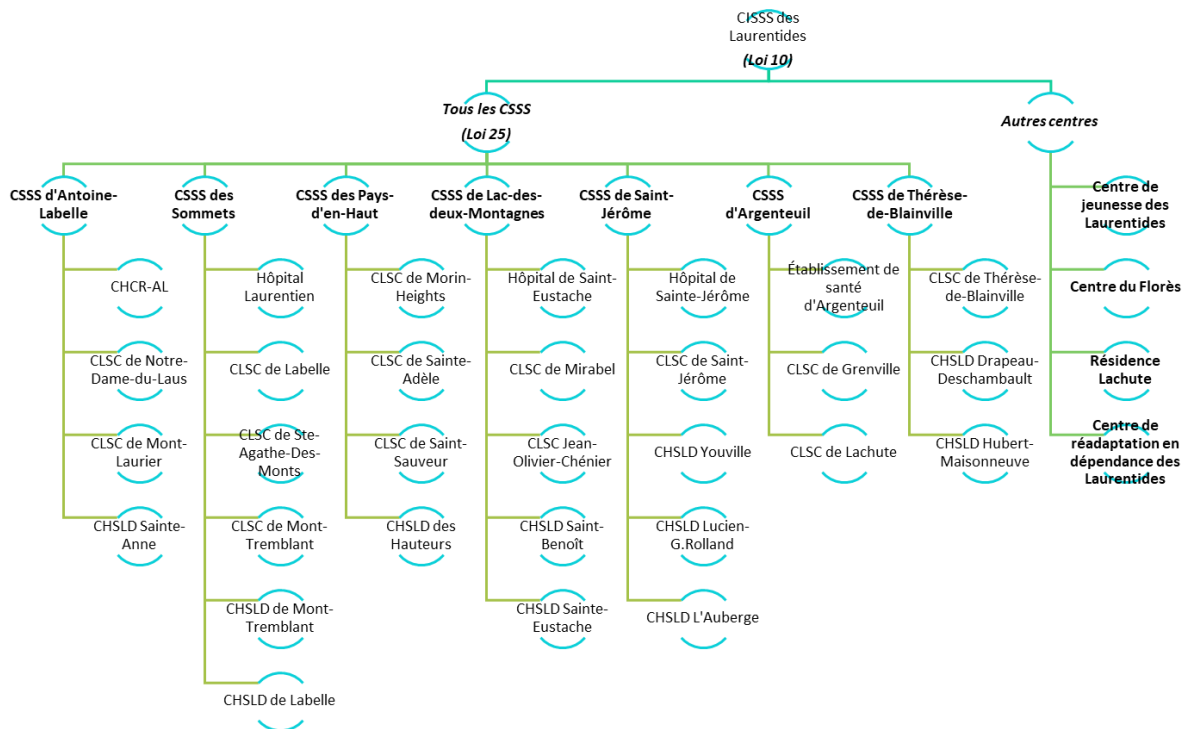 CISSS des
Laurentides
(Loi 10)
Tous les CSSS
(Loi 25)
Autres centres
CSSS d'Antoine-
Labelle
CSSS des
Sommets
CSSS des Pays-
d'en-Haut
CSSS de Lac-des-
deux-Montagnes
CSSS de Saint-
Jérôme
CSSS
d'Argenteuil
CSSS de Thérèse-
de-Blainville
Centre de
jeunesse des
Laurentides
CHCR-AL
Hôpital
Laurentien
CLSC de Morin-
Heights
Hôpital de Saint-
Eustache
Hôpital de
Sainte-Jérôme
Établissement de
santé
d'Argenteuil
CLSC de Thérèse-
de-Blainville
Centre du Florès
CLSC de Notre-
Dame-du-Laus
CLSC de Labelle
CLSC de Sainte-
Adèle
CLSC de Mirabel
CLSC de Saint-
Jérôme
CLSC de Grenville
CHSLD Drapeau-
Deschambault
Résidence
Lachute
CLSC de Mont-
Laurier
CLSC de Ste-
Agathe-Des-
Monts
CLSC de Saint-
Sauveur
CLSC Jean-
Olivier-Chénier
CHSLD Youville
CLSC de Lachute
CHSLD Hubert-
Maisonneuve
Centre de
réadaptation en
dépendance des
Laurentides
CHSLD Sainte-
Anne
CLSC de Mont-
Tremblant
CHSLD des
Hauteurs
CHSLD Saint-
Benoît
CHSLD Lucien-
G.Rolland
CHSLD de Mont-
Tremblant
CHSLD Sainte-
Eustache
CHSLD L'Auberge
CHSLD de Labelle